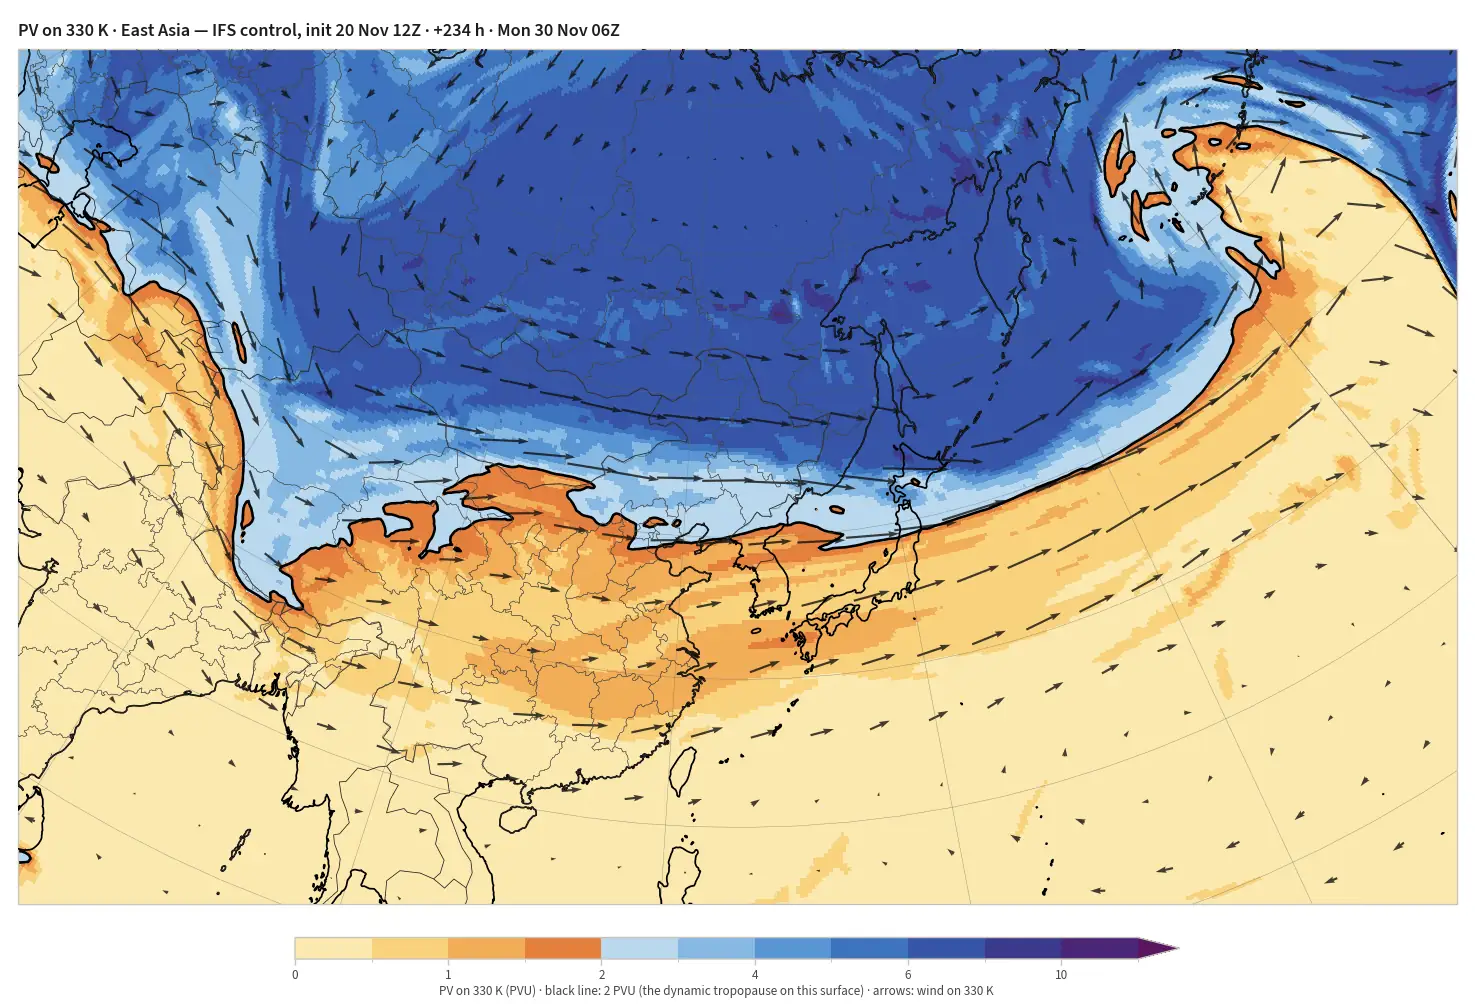 PV on 330 K · East Asia — IFS control, init 20 Nov 12Z · +234 h · Mon 30 Nov 06Z
0 1 2 4 6 10
PV on 330 K (PVU) · black line: 2 PVU (the dynamic tropopause on this surface) · arrows: wind on 330 K